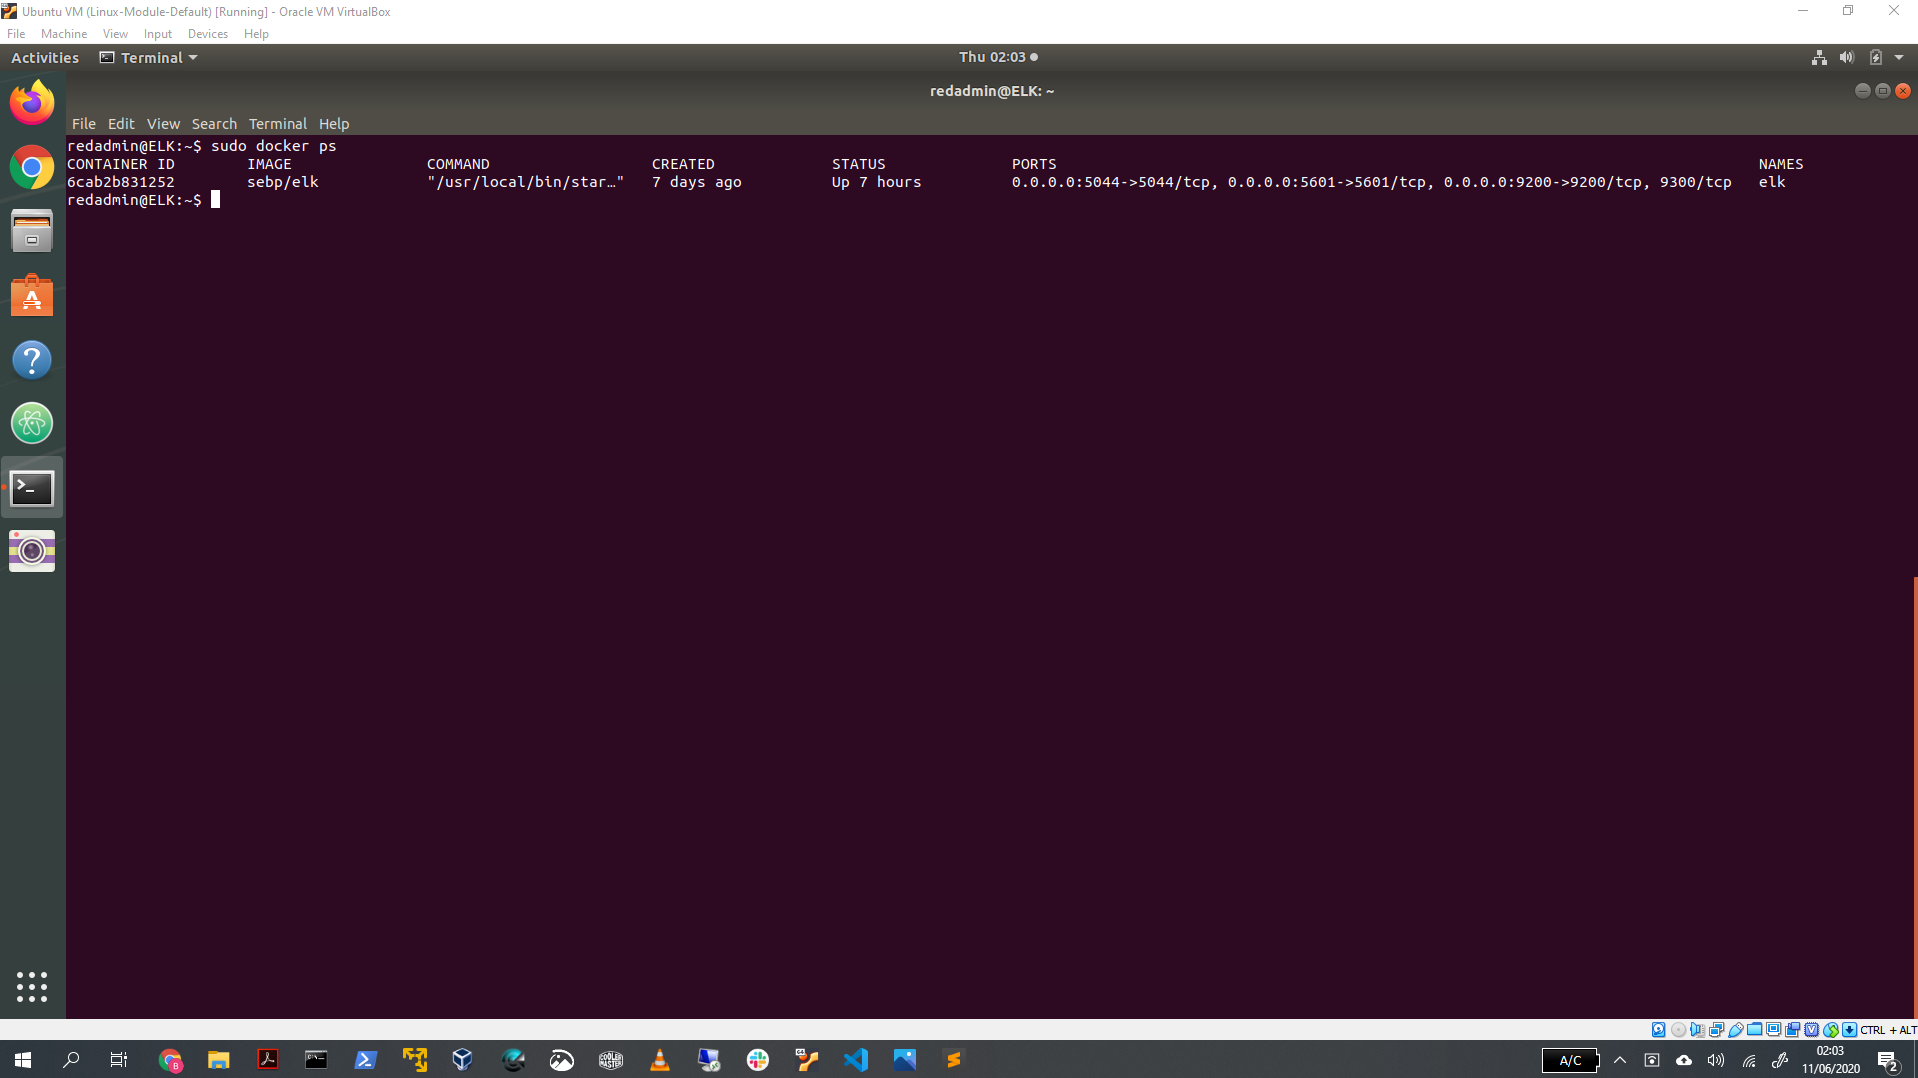 Ubuntu VM (Linux-Module-Default) [Running] - Oracle VM VirtualBox
File Machine View Input Devices Help
Activities Terminal Thu 02:03
redadmin@ELK: ~
File Edit View Search Terminal Help
redadmin@ELK:~$ sudo docker ps
CONTAINER ID IMAGE COMMAND CREATED STATUS PORTS NAMES
6cab2b831252 sebp/elk "/usr/local/bin/star…" 7 days ago Up 7 hours 0.0.0.0:5044->5044/tcp, 0.0.0.0:5601->5601/tcp, 0.0.0.0:9200->9200/tcp, 9300/tcp elk
redadmin@ELK:~$
CTRL + ALT
A/C
02:03
11/06/2020
2
COOLER MASTER